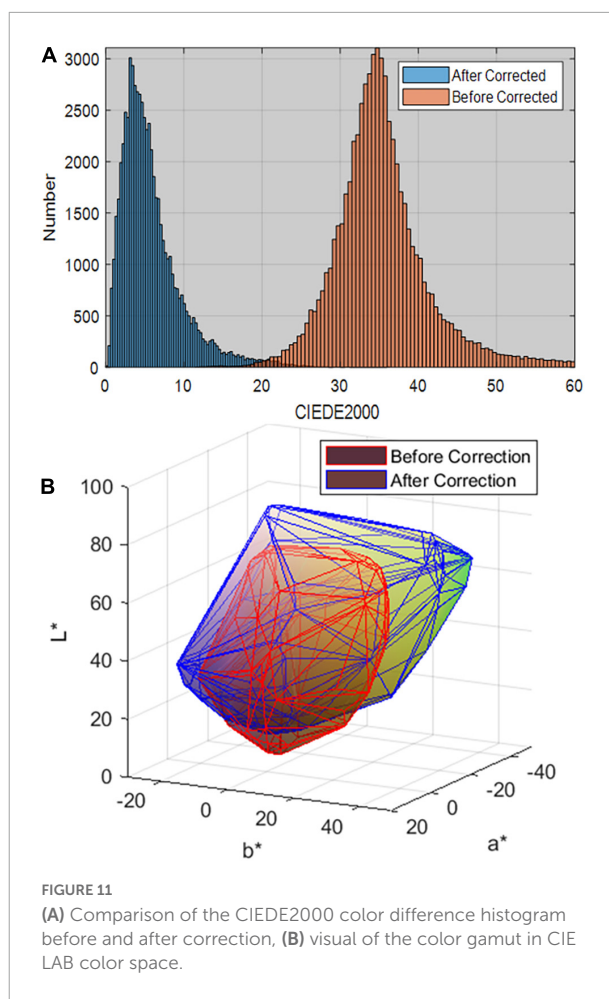 A
3000
2500
2000
1500
1000
500
0
Number
0 10 20 30 40 50 60
CIEDE2000
After Corrected
Before Corrected
B
Before Correction
After Correction
100
80
60
40
20
0
L*
-20 0 20 40
b*
20 0 -20 -40
a*
FIGURE 11
(A) Comparison of the CIEDE2000 color difference histogram
before and after correction, (B) visual of the color gamut in CIE
LAB color space.